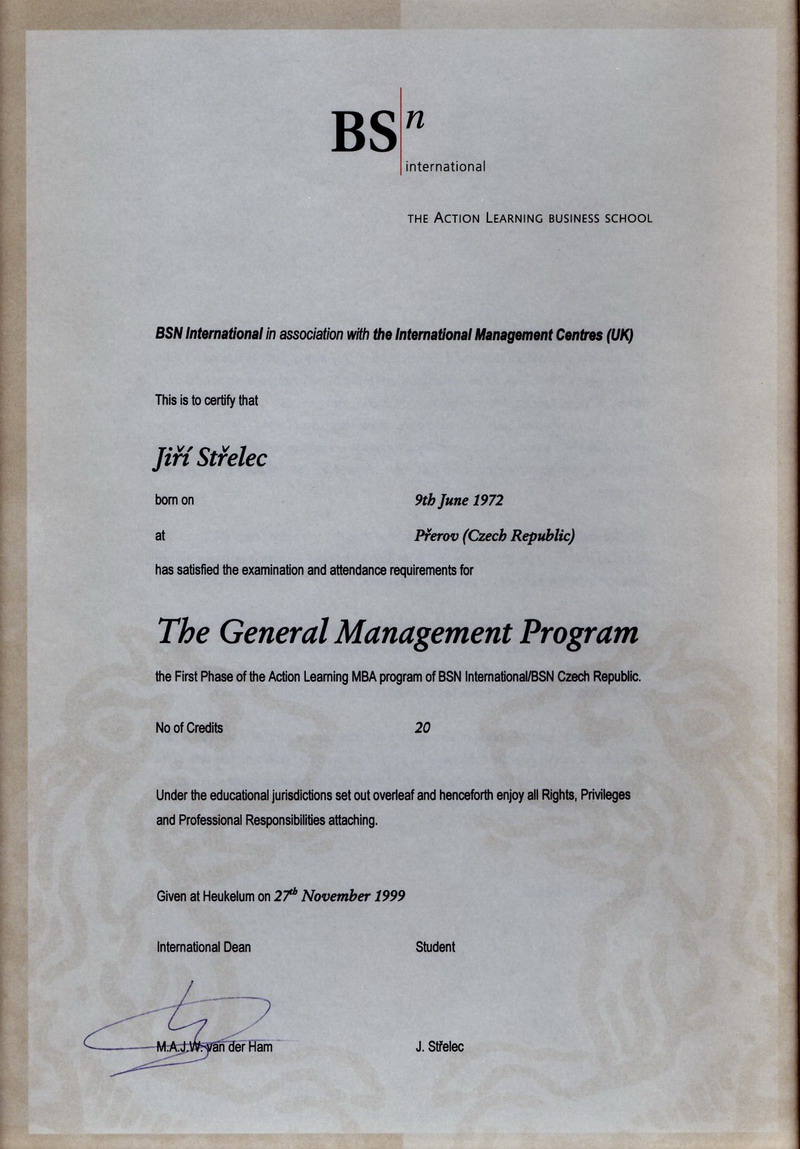 BSn
international
THE ACTION LEARNING BUSINESS SCHOOL
BSN International in association with the International Management Centres (UK)
This is to certify that
Jiří Střelec
born on 9th June 1972
at Přerov (Czech Republic)
has satisfied the examination and attendance requirements for
The General Management Program
the First Phase of the Action Learning MBA program of BSN International/BSN Czech Republic.
No of Credits 20
Under the educational jurisdictions set out overleaf and henceforth enjoy all Rights, Privileges
and Professional Responsibilities attaching.
Given at Heukelum on 27th November 1999
International Dean Student
M.A.J.W. van der Ham J. Střelec